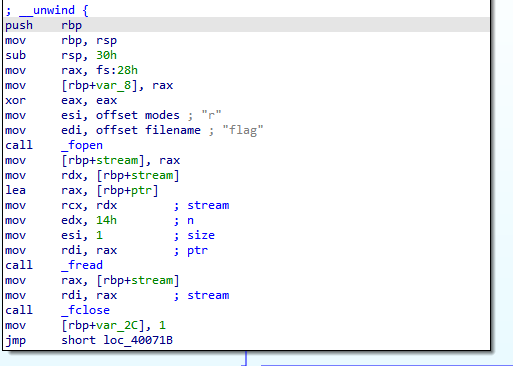 ; __unwind {
push rbp
mov rbp, rsp
sub rsp, 30h
mov rax, fs:28h
mov [rbp+var_8], rax
xor eax, eax
mov esi, offset modes ; "r"
mov edi, offset filename ; "flag"
call _fopen
mov [rbp+stream], rax
mov rdx, [rbp+stream]
lea rax, [rbp+ptr]
mov rcx, rdx ; stream
mov edx, 14h ; n
mov esi, 1 ; size
mov rdi, rax ; ptr
call _fread
mov rax, [rbp+stream]
mov rdi, rax ; stream
call _fclose
mov [rbp+var_2C], 1
jmp short loc_40071B